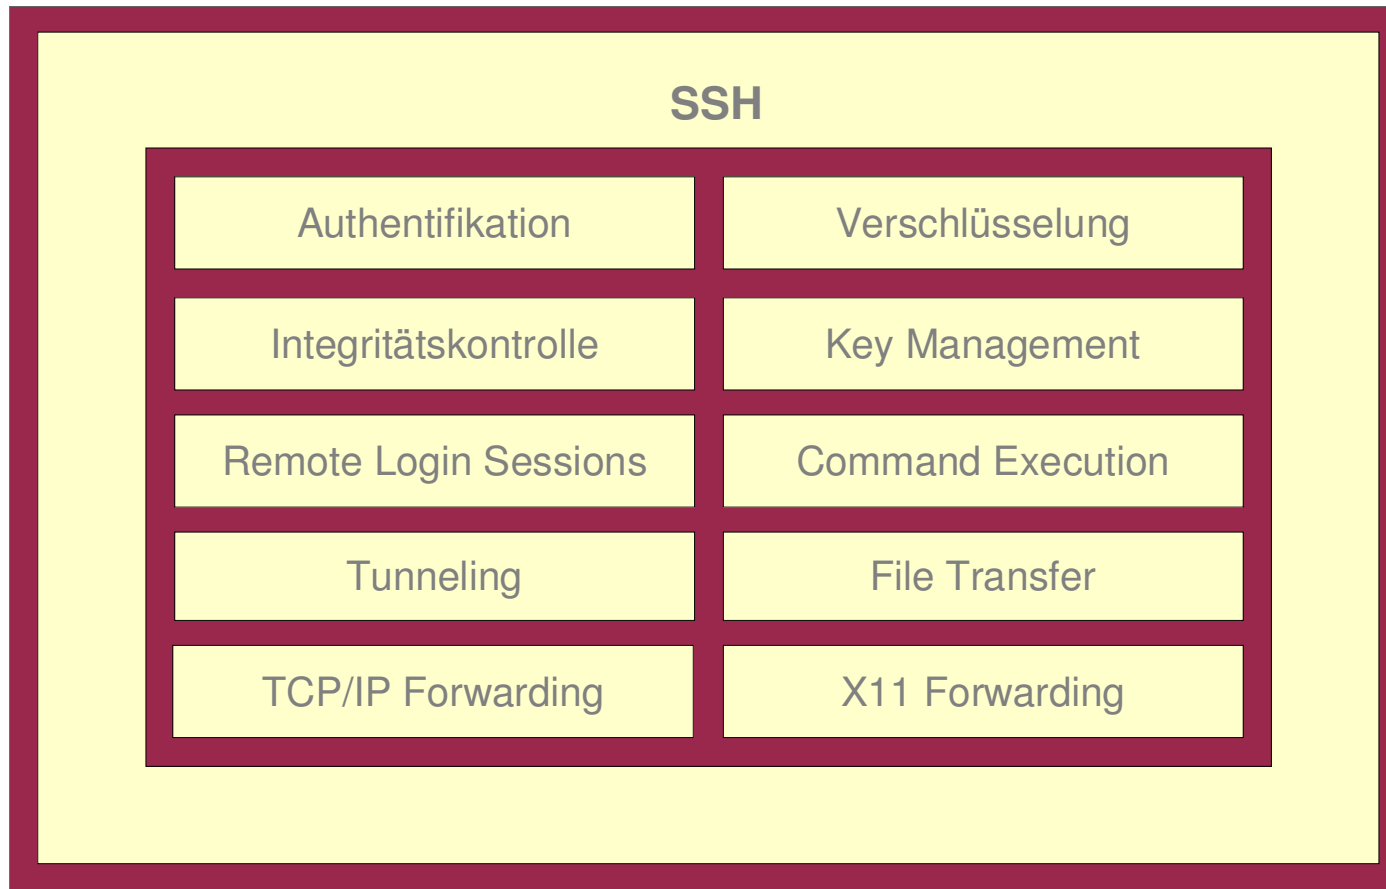 SSH
Authentifikation
Verschlüsselung
Integritätskontrolle
Key Management
Remote Login Sessions
Command Execution
Tunneling
File Transfer
TCP/IP Forwarding
X11 Forwarding